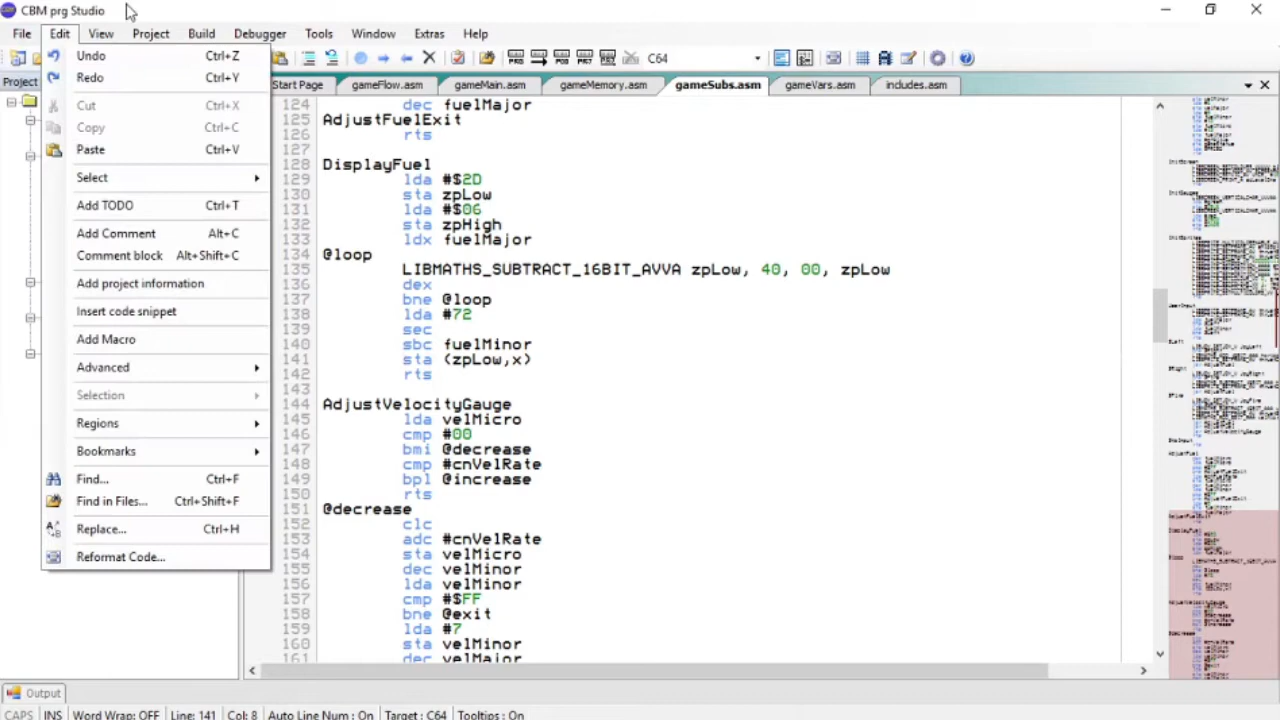 CBM prg Studio
File Edit View Project Build Debugger Tools Window Extras Help
C64
Project
Start Page gameFlow.asm gameMain.asm gameMemory.asm gameSubs.asm gameVars.asm includes.asm
Undo Ctrl+Z
Redo Ctrl+Y
Cut Ctrl+X
Copy Ctrl+C
Paste Ctrl+V
Select
Add TODO Ctrl+T
Add Comment Alt+C
Comment block Alt+Shift+C
Add project information
Insert code snippet
Add Macro
Advanced
Selection
Regions
Bookmarks
Find... Ctrl+F
Find in Files... Ctrl+Shift+F
Replace... Ctrl+H
Reformat Code...
124 dec fuelMajor
125 AdjustFuelExit
126 rts
127
128 DisplayFuel
129 lda #$2D
130 sta zpLow
131 lda #$06
132 sta zpHigh
133 ldx fuelMajor
134 @loop
135 LIBMATHS_SUBTRACT_16BIT_AVVA zpLow, 40, 00, zpLow
136 dex
137 bne @loop
138 lda #72
139 sec
140 sbc fuelMinor
141 sta (zpLow,x)
142 rts
143
144 AdjustVelocityGauge
145 lda velMicro
146 cmp #00
147 bmi @decrease
148 cmp #cnVelRate
149 bpl @increase
150 rts
151 @decrease
152 clc
153 adc #cnVelRate
154 sta velMicro
155 dec velMinor
156 lda velMinor
157 cmp #$FF
158 bne @exit
159 lda #7
160 sta velMinor
161 dec velMajor
Output
CAPS INS Word Wrap: OFF Line: 141 Col: 8 Auto Line Num : On Target : C64 Tooltips : On